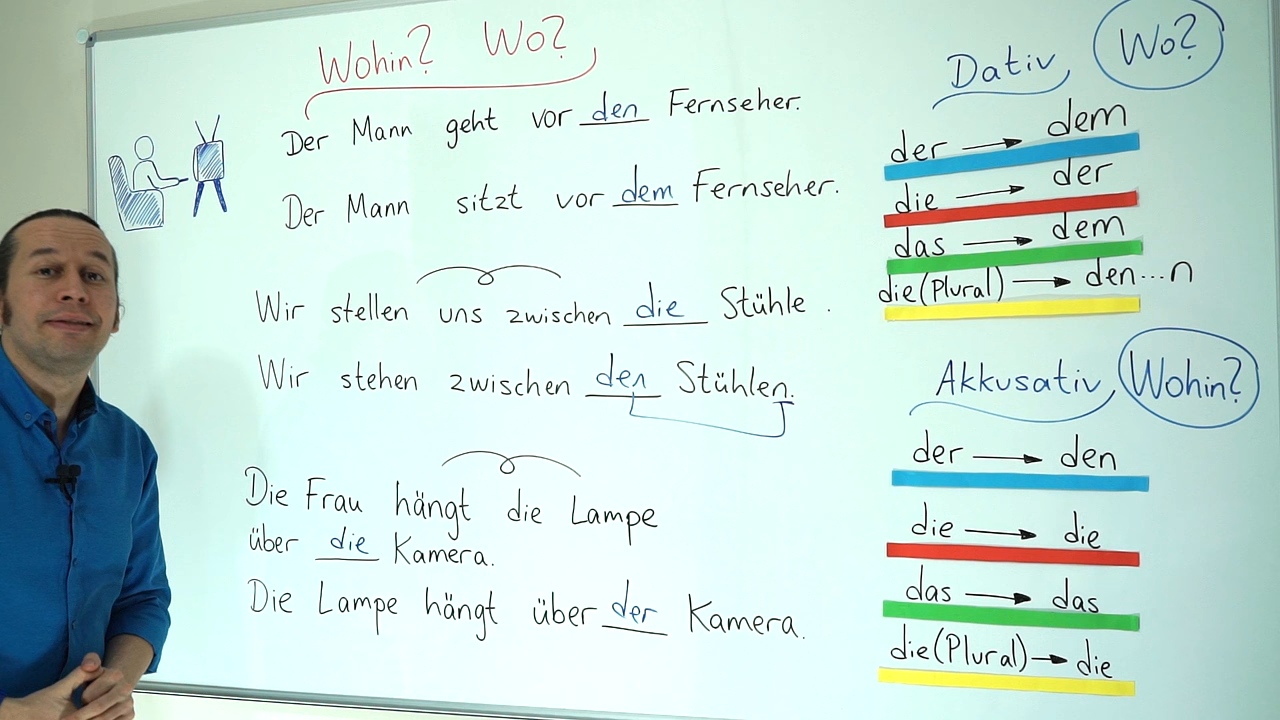 Wohin? Wo?
Der Mann geht vor den Fernseher.
Der Mann sitzt vor dem Fernseher.
Wir stellen uns zwischen die Stühle.
Wir stehen zwischen den Stühlen.
Die Frau hängt die Lampe
über die Kamera.
Die Lampe hängt über der Kamera.
Dativ Wo?
der → dem
die → der
das → dem
die (Plural) → den...n
Akkusativ Wohin?
der → den
die → die
das → das
die (Plural) → die